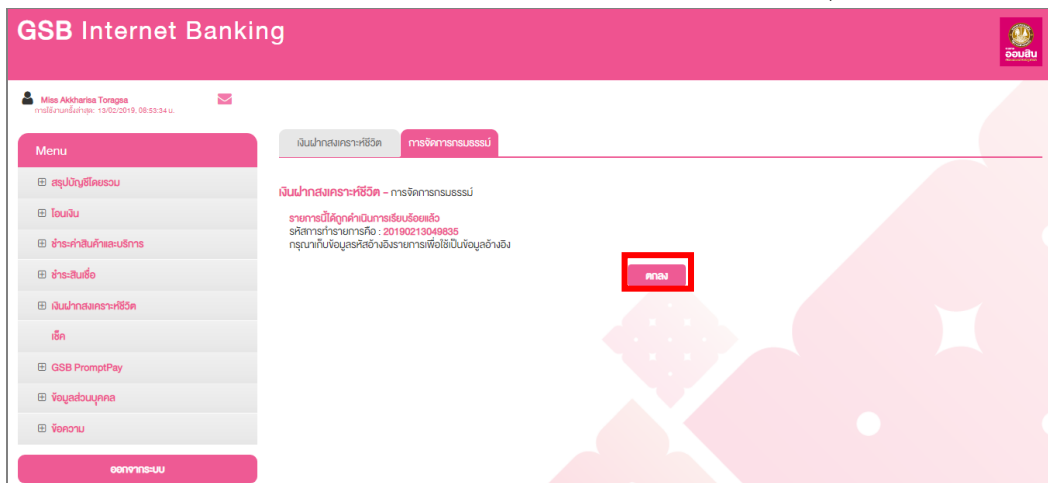 GSB Internet Banking
ออมสิน
Miss Akkharisa Toragsa
การใช้งานครั้งล่าสุด: 13/02/2019, 08:53:34 น.
Menu
สรุปบัญชีโดยรวม
โอนเงิน
ชำระค่าสินค้าและบริการ
ชำระสินเชื่อ
เงินฝากสงเคราะห์ชีวิต
เช็ค
GSB PromptPay
ข้อมูลส่วนบุคคล
ข้อความ
ออกจากระบบ
เงินฝากสงเคราะห์ชีวิต การจัดการกรมธรรม์
เงินฝากสงเคราะห์ชีวิต - การจัดการกรมธรรม์
รายการนี้ได้ถูกดำเนินการเรียบร้อยแล้ว
รหัสการทำรายการคือ : 20190213049835
กรุณาเก็บข้อมูลรหัสอ้างอิงรายการเพื่อใช้เป็นข้อมูลอ้างอิง
ตกลง